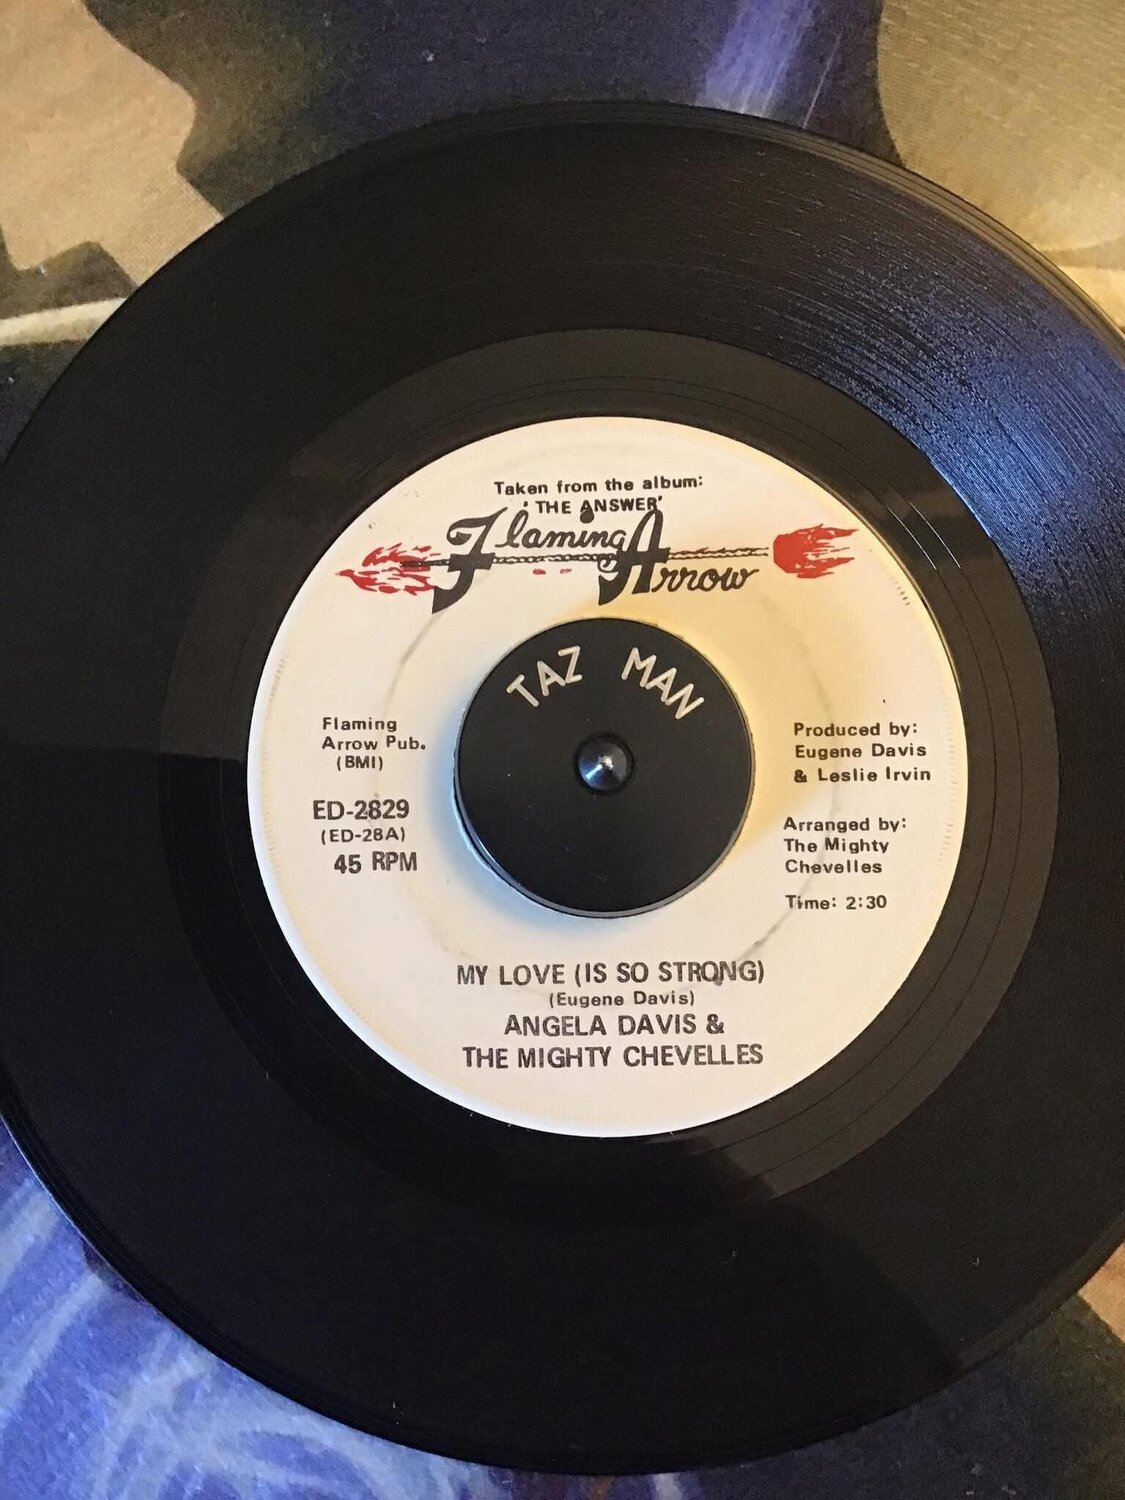 Taken from the album:
'THE ANSWER'
Flaming Arrow
TAZ MAN
Flaming
Arrow Pub.
(BMI)
ED-2829
(ED-28A)
45 RPM
Produced by:
Eugene Davis
& Leslie Irvin
Arranged by:
The Mighty
Chevelles
Time: 2:30
MY LOVE (IS SO STRONG)
(Eugene Davis)
ANGELA DAVIS &
THE MIGHTY CHEVELLES